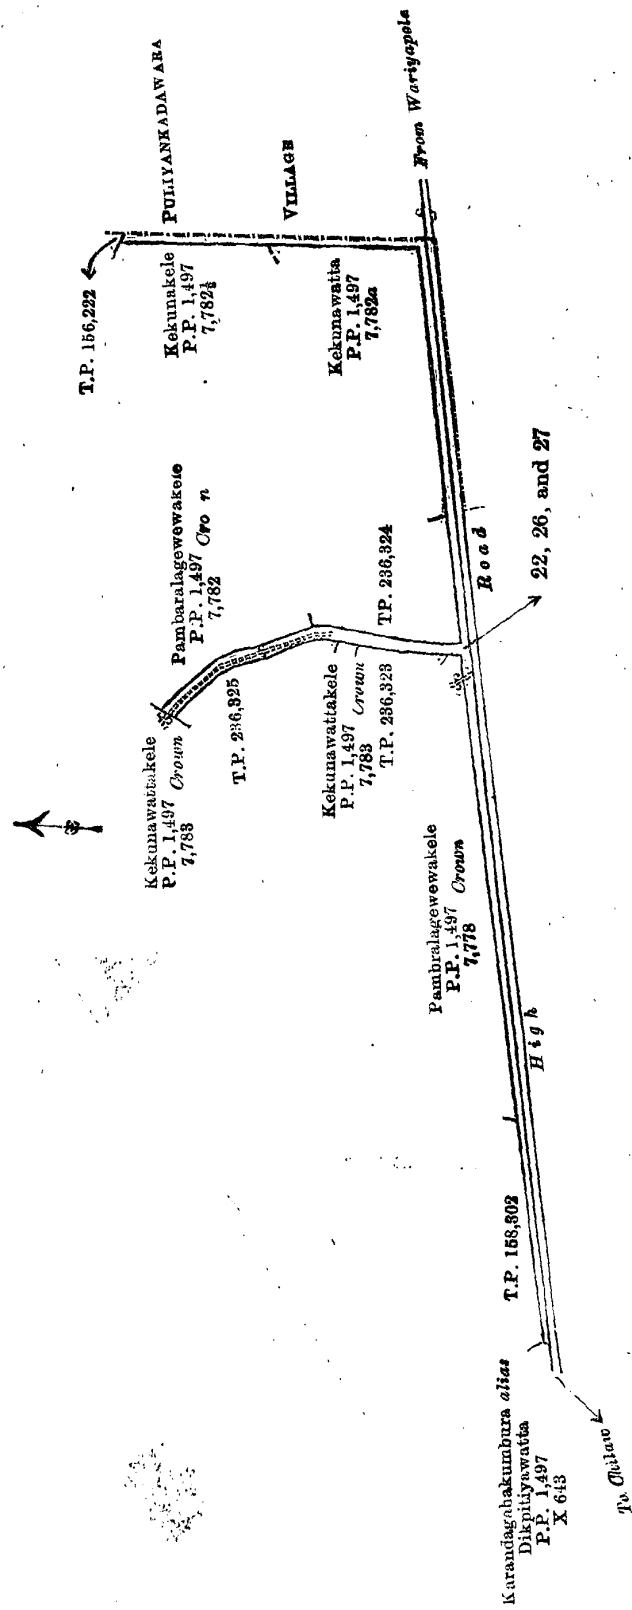 PULIYANKADAWARA
VILLAGE
From Wariyapola
T.P. 156,222
Kekunakele
P.P. 1,497
Kekunawatta
P.P. 1,497
7,782a
Pambaralagewewakele
P.P. 1,497 Cro n
7,782
T.P. 236,324
22, 26, and 27
Road
Kekunawattakele
P.P. 1,497 Crown
7,783
T.P. 236,325
Kekunawattakele
P.P. 1,497 Crown
7,783
T.P. 236,323
Pambralagewewakele
P.P. 1,497 Crown
7,778
High
T.P. 158,302
Karandagahakumbura alias
Dikpitiyawatta
P.P. 1,497
X 643
To Chilaw